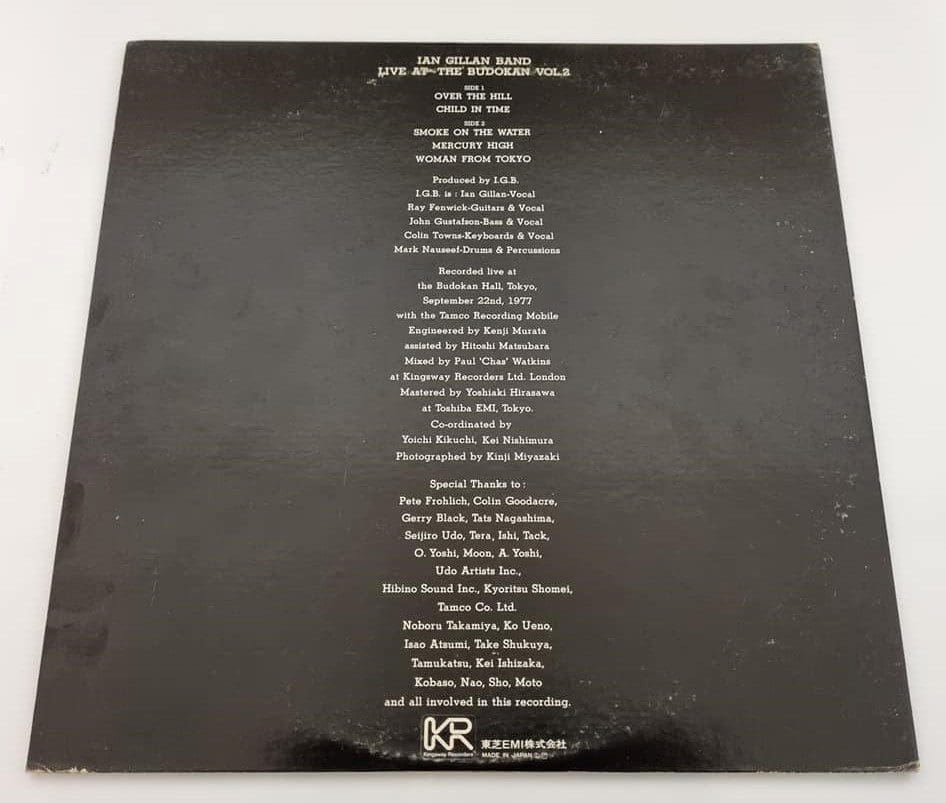 IAN GILLAN BAND
LIVE AT THE BUDOKAN VOL.2
SIDE 1
OVER THE HILL
CHILD IN TIME
SIDE 2
SMOKE ON THE WATER
MERCURY HIGH
WOMAN FROM TOKYO
Produced by I.G.B.
I.G.B. is : Ian Gillan-Vocal
Ray Fenwick-Guitars & Vocal
John Gustafson-Bass & Vocal
Colin Towns-Keyboards & Vocal
Mark Nauseef-Drums & Percussions
Recorded live at
the Budokan Hall, Tokyo,
September 22nd, 1977
with the Tamco Recording Mobile
Engineered by Kenji Murata
assisted by Hitoshi Matsubara
Mixed by Paul 'Chas' Watkins
at Kingsway Recorders Ltd. London
Mastered by Yoshiaki Hirasawa
at Toshiba EMI, Tokyo.
Co-ordinated by
Yoichi Kikuchi, Kei Nishimura
Photographed by Kinji Miyazaki
Special Thanks to :
Pete Frohlich, Colin Goodacre,
Gerry Black, Tats Nagashima,
Seijiro Udo, Tera, Ishi, Tack,
O. Yoshi, Moon, A. Yoshi,
Udo Artists Inc.,
Hibino Sound Inc., Kyoritsu Shomei,
Tamco Co. Ltd.
Noboru Takamiya, Ko Ueno,
Isao Atsumi, Take Shukuya,
Tamukatsu, Kei Ishizaka,
Kobaso, Nao, Sho, Moto
and all involved in this recording.
KR
Kingsway Recorders
東芝EMI株式会社
MADE IN JAPAN